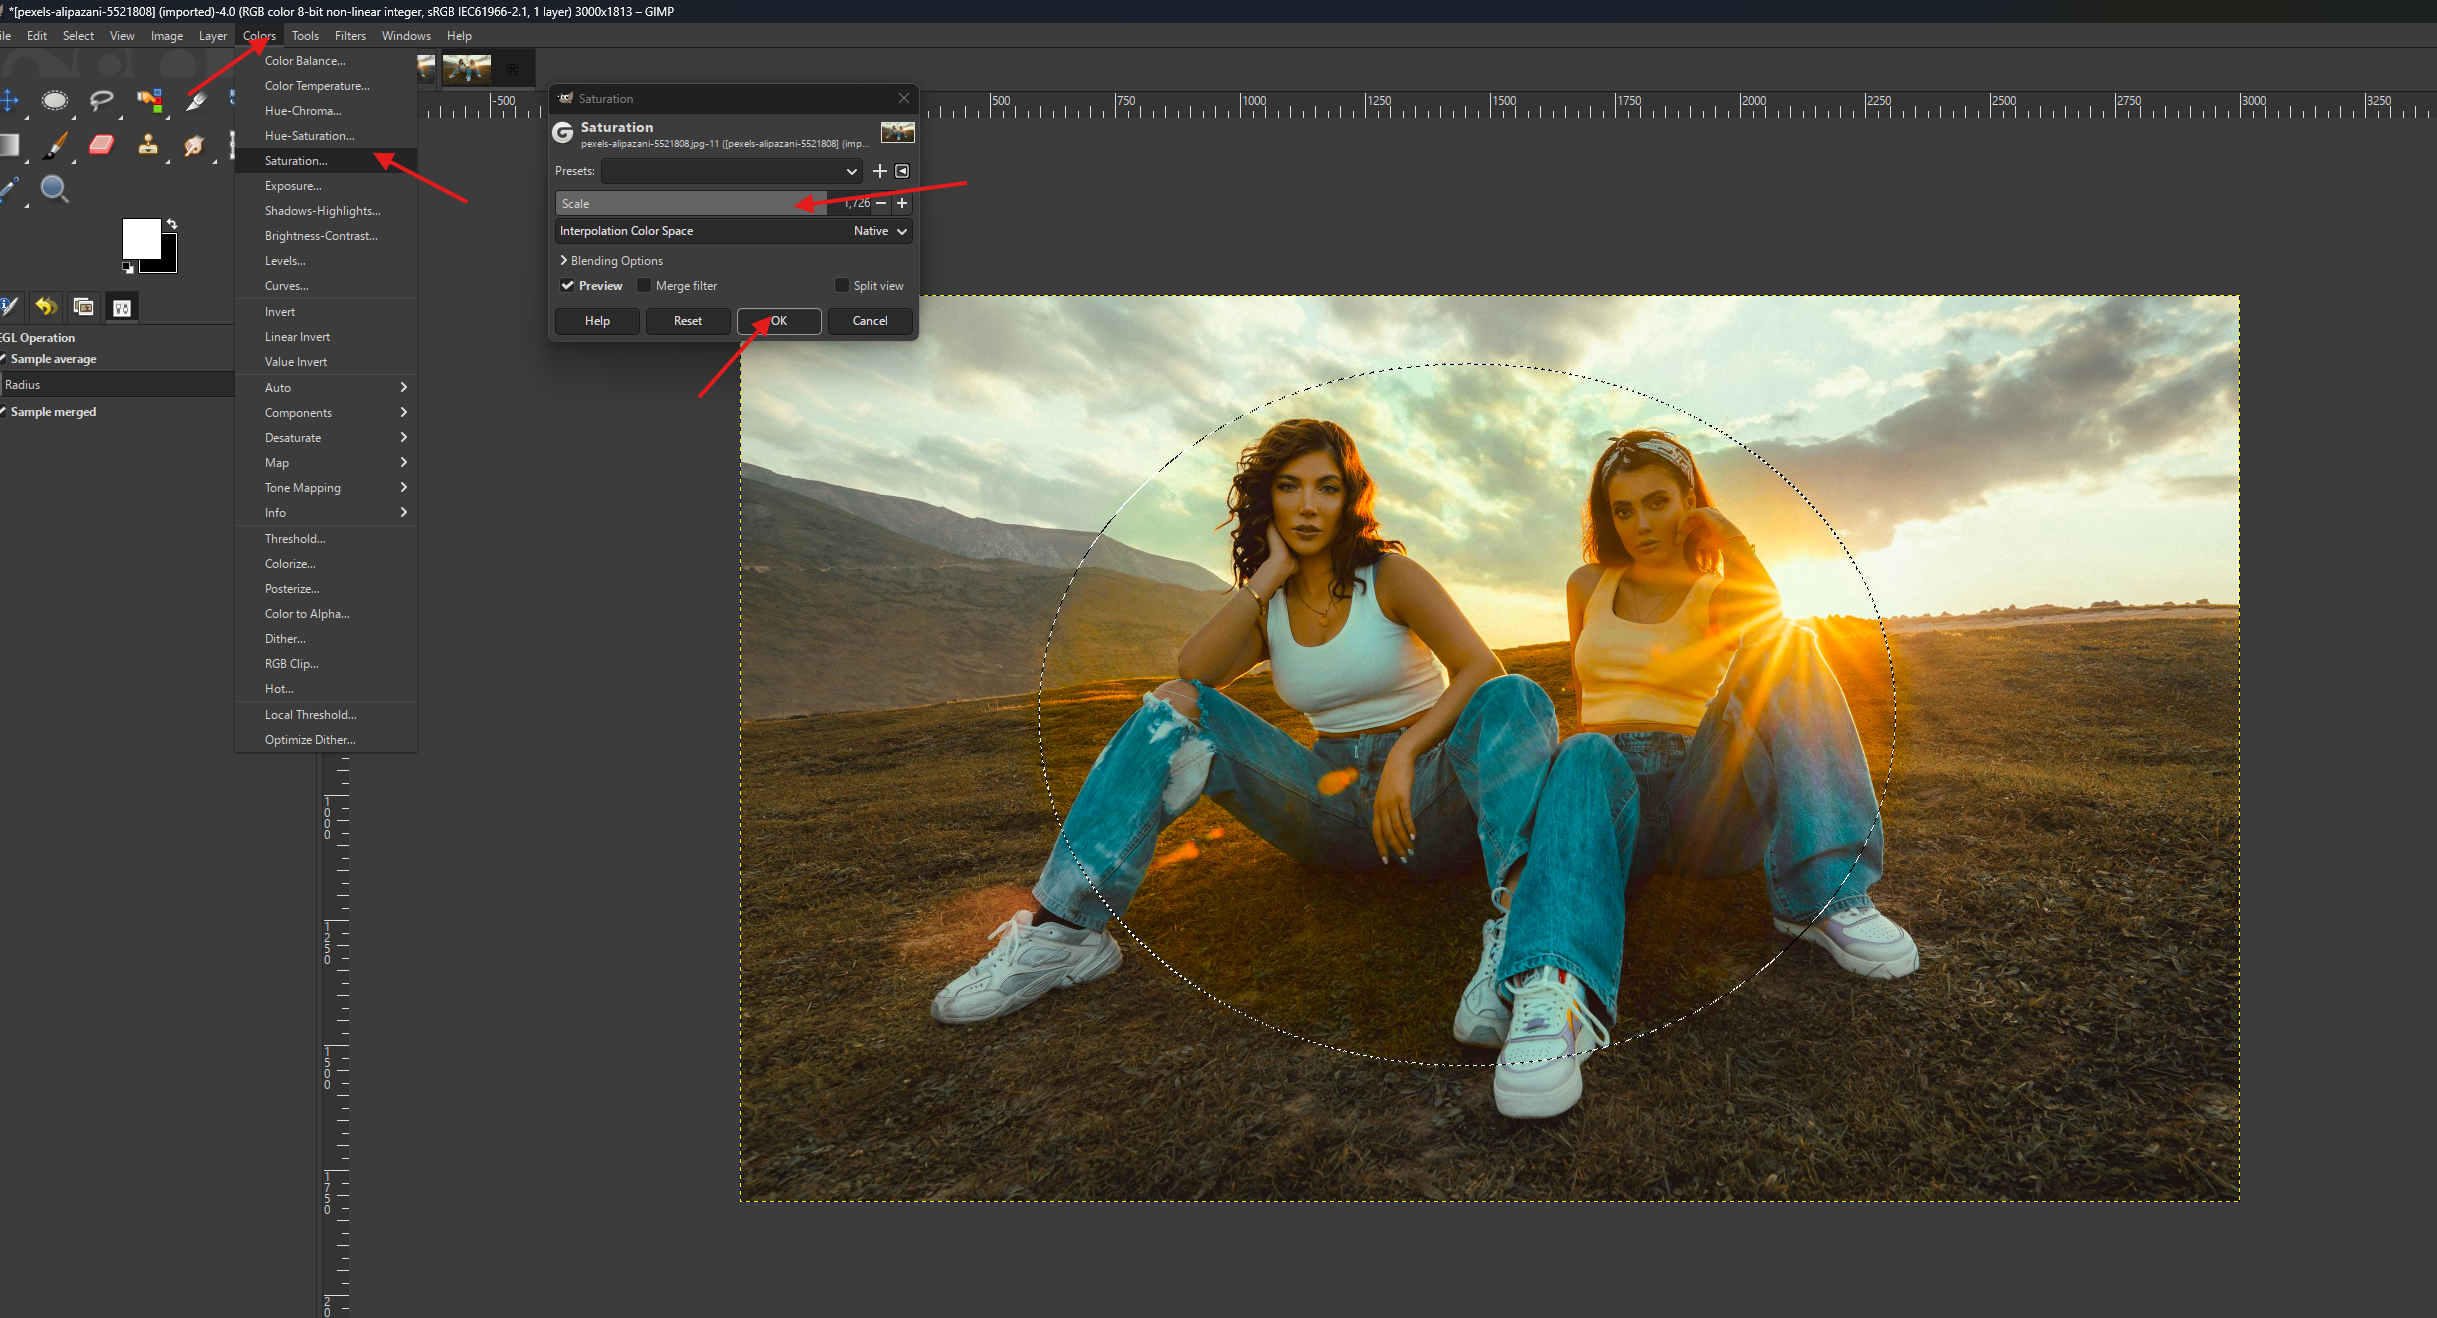 *[pexels-alipazani-5521808] (imported)-4.0 (RGB color 8-bit non-linear integer, sRGB IEC61966-2.1, 1 layer) 3000x1813 – GIMP
ile Edit Select View Image Layer Colors Tools Filters Windows Help
Color Balance...
Color Temperature...
Hue-Chroma...
Hue-Saturation...
Saturation...
Exposure...
Shadows-Highlights...
Brightness-Contrast...
Levels...
Curves...
Invert
Linear Invert
Value Invert
Auto
Components
Desaturate
Map
Tone Mapping
Info
Threshold...
Colorize...
Posterize...
Color to Alpha...
Dither...
RGB Clip...
Hot...
Local Threshold...
Optimize Dither...
EGL Operation
Sample average
Radius
Sample merged
-500 500 750 1000 1250 1500 1750 2000 2250 2500 2750 3000 3250
Saturation
Saturation
pexels-alipazani-5521808.jpg-11 ([pexels-alipazani-5521808] (imp...
Presets:
Scale 1,726
Interpolation Color Space Native
Blending Options
Preview Merge filter Split view
Help Reset OK Cancel
1000
1250
1500
1750
20